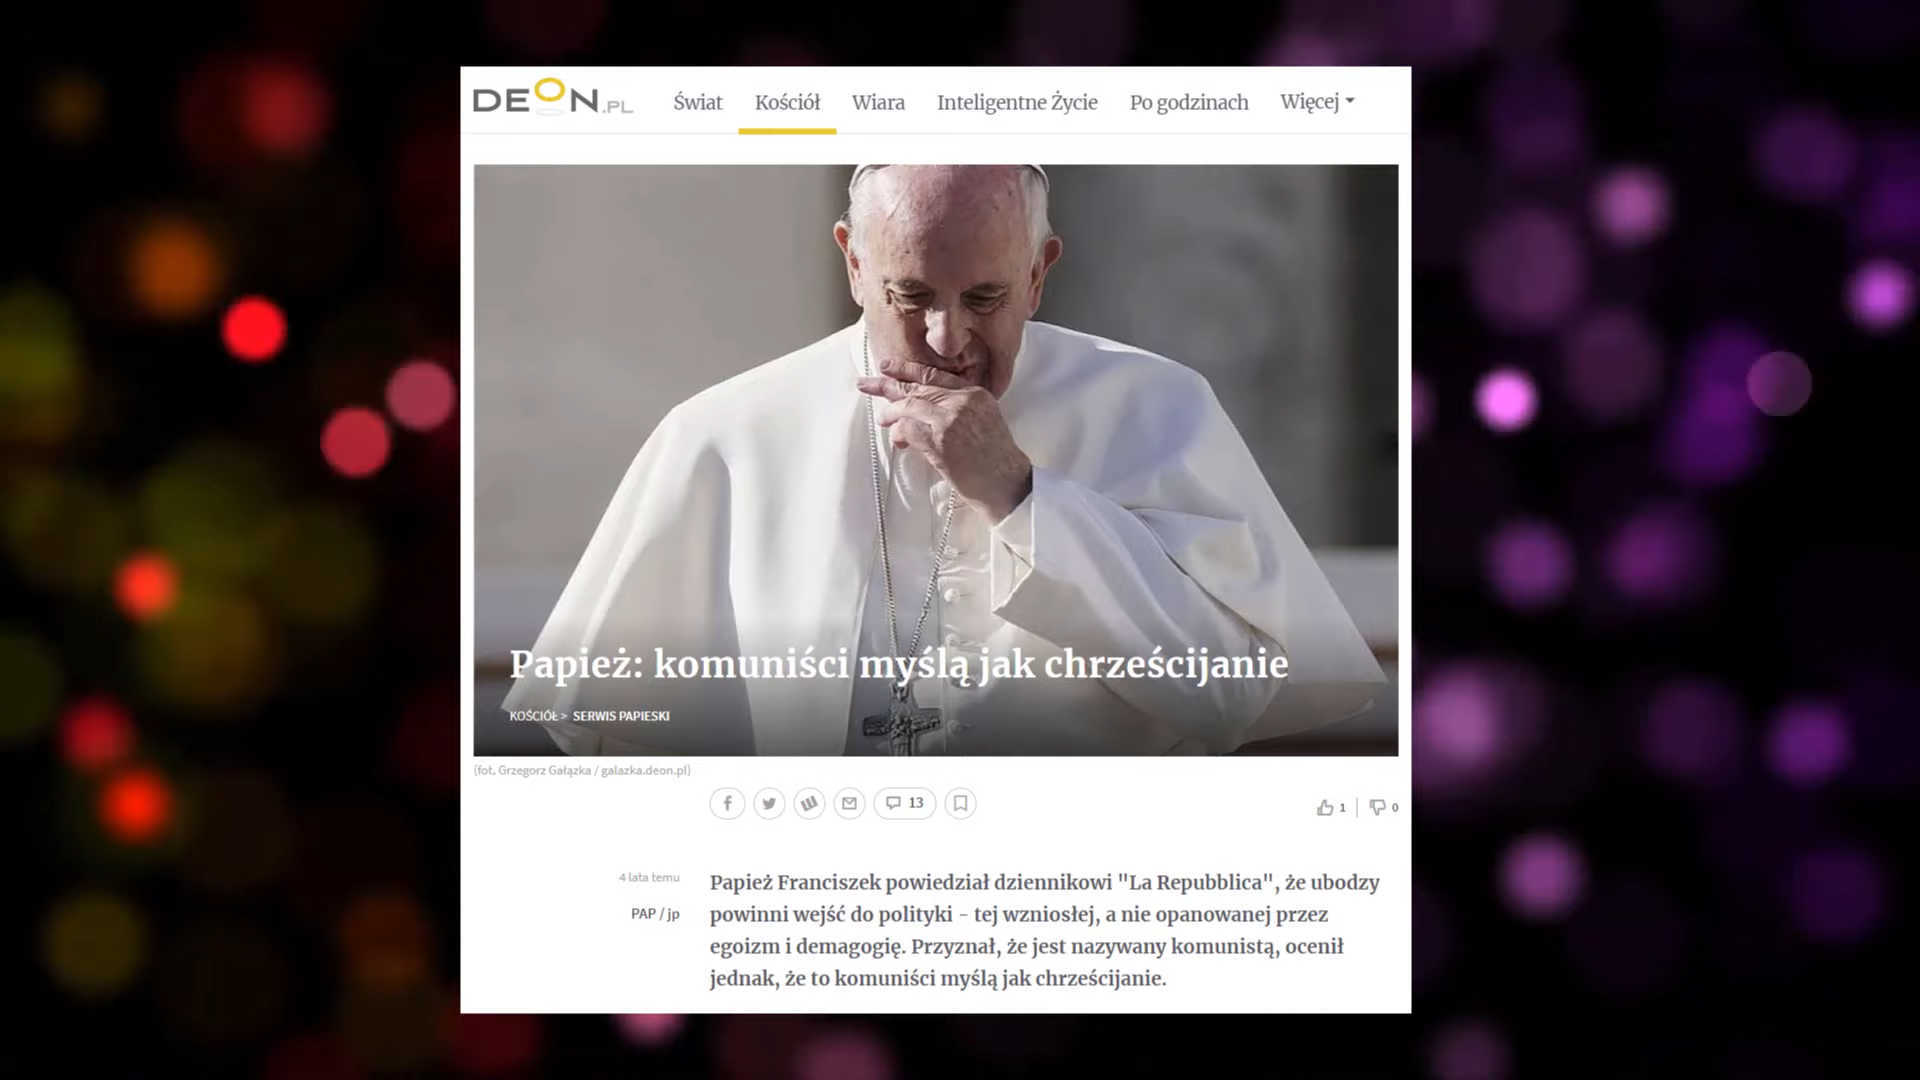 DEON.PL
Świat Kościół Wiara Inteligentne Życie Po godzinach Więcej
Papież: komuniści myślą jak chrześcijanie
KOŚCIÓŁ > SERWIS PAPIESKI
(fot. Grzegorz Gałązka / galazka.deon.pl)
13
1 0
4 lata temu
PAP / jp
Papież Franciszek powiedział dziennikowi "La Repubblica", że ubodzy
powinni wejść do polityki - tej wzniosłej, a nie opanowanej przez
egoizm i demagogię. Przyznał, że jest nazywany komunistą, ocenił
jednak, że to komuniści myślą jak chrześcijanie.